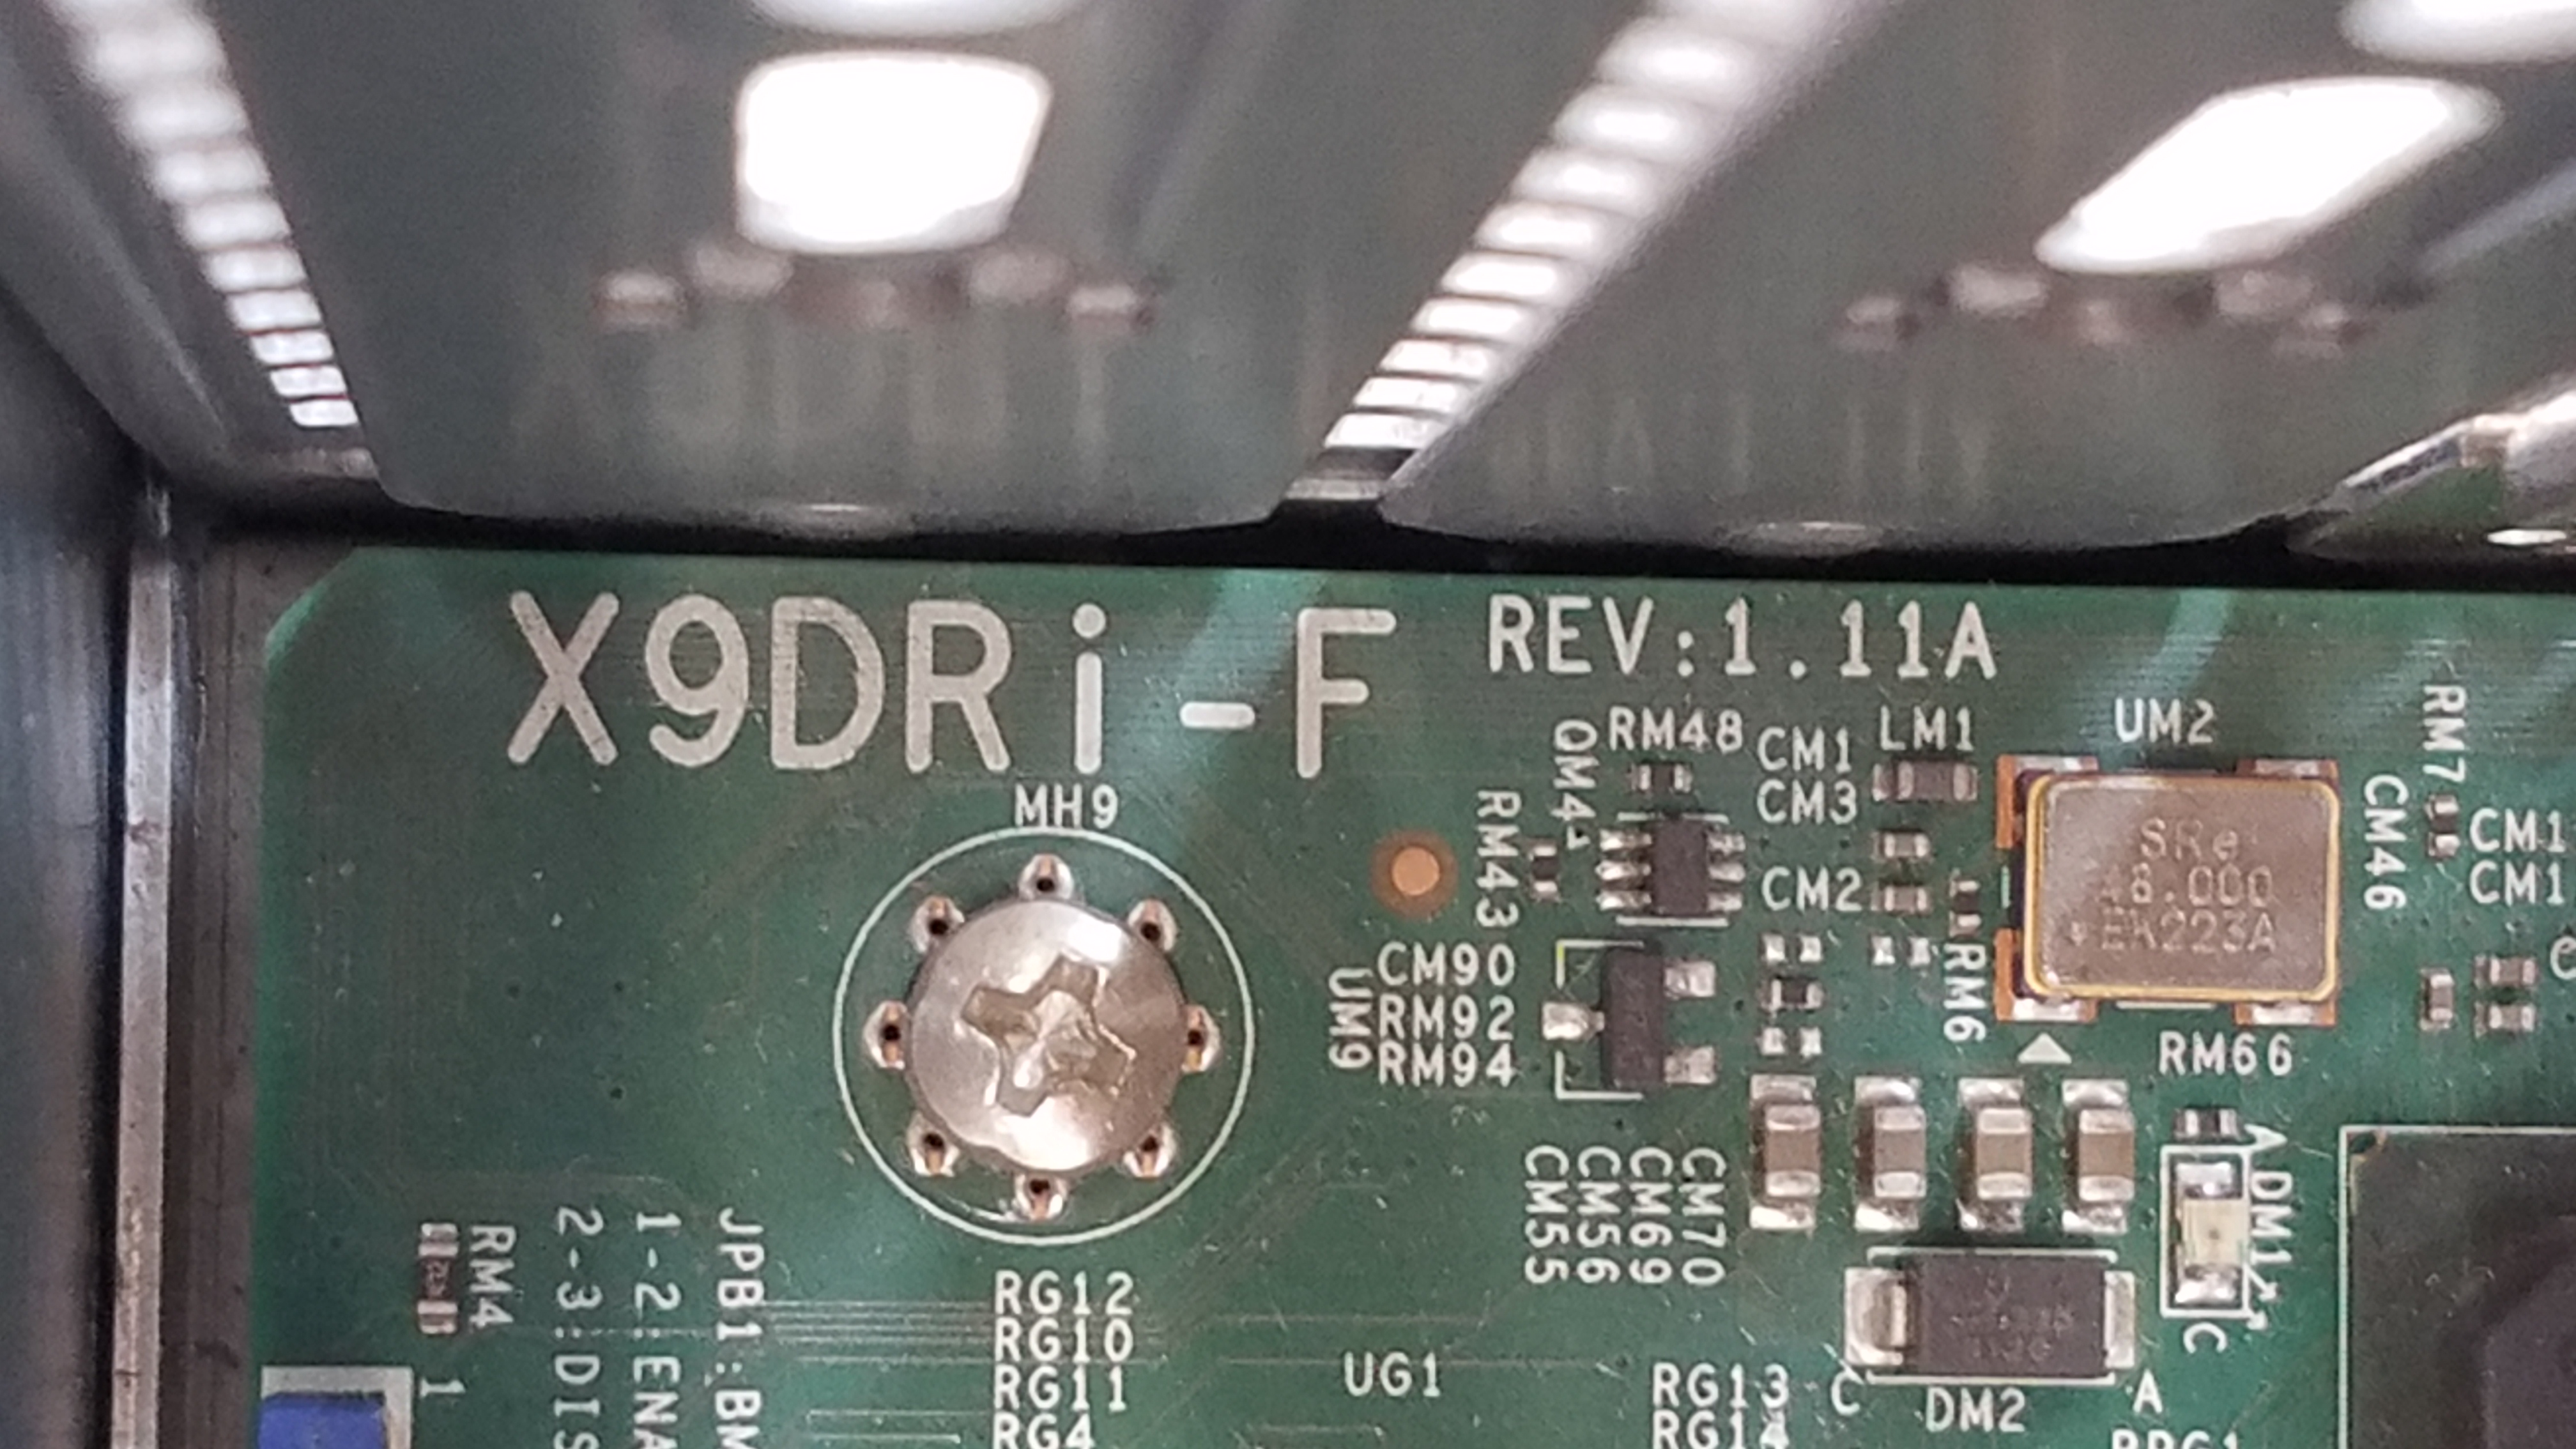 X9DRi-F REV:1.11A
RM48
CM1
CM3
LM1
UM2
RM7
MH9
RM43
CM2
CM46
CM1
CM1
48.000
EK223A
CM90
RM92
RM94
UM9
RM6
RM66
CM55
CM56
CM69
CM70
A
DM1
C
RM4
2-3:DIS
1-2:ENA
JPB1:BM
1
RG12
RG10
RG11
RG4
UG1
RG13
RG14
C
DM2
A